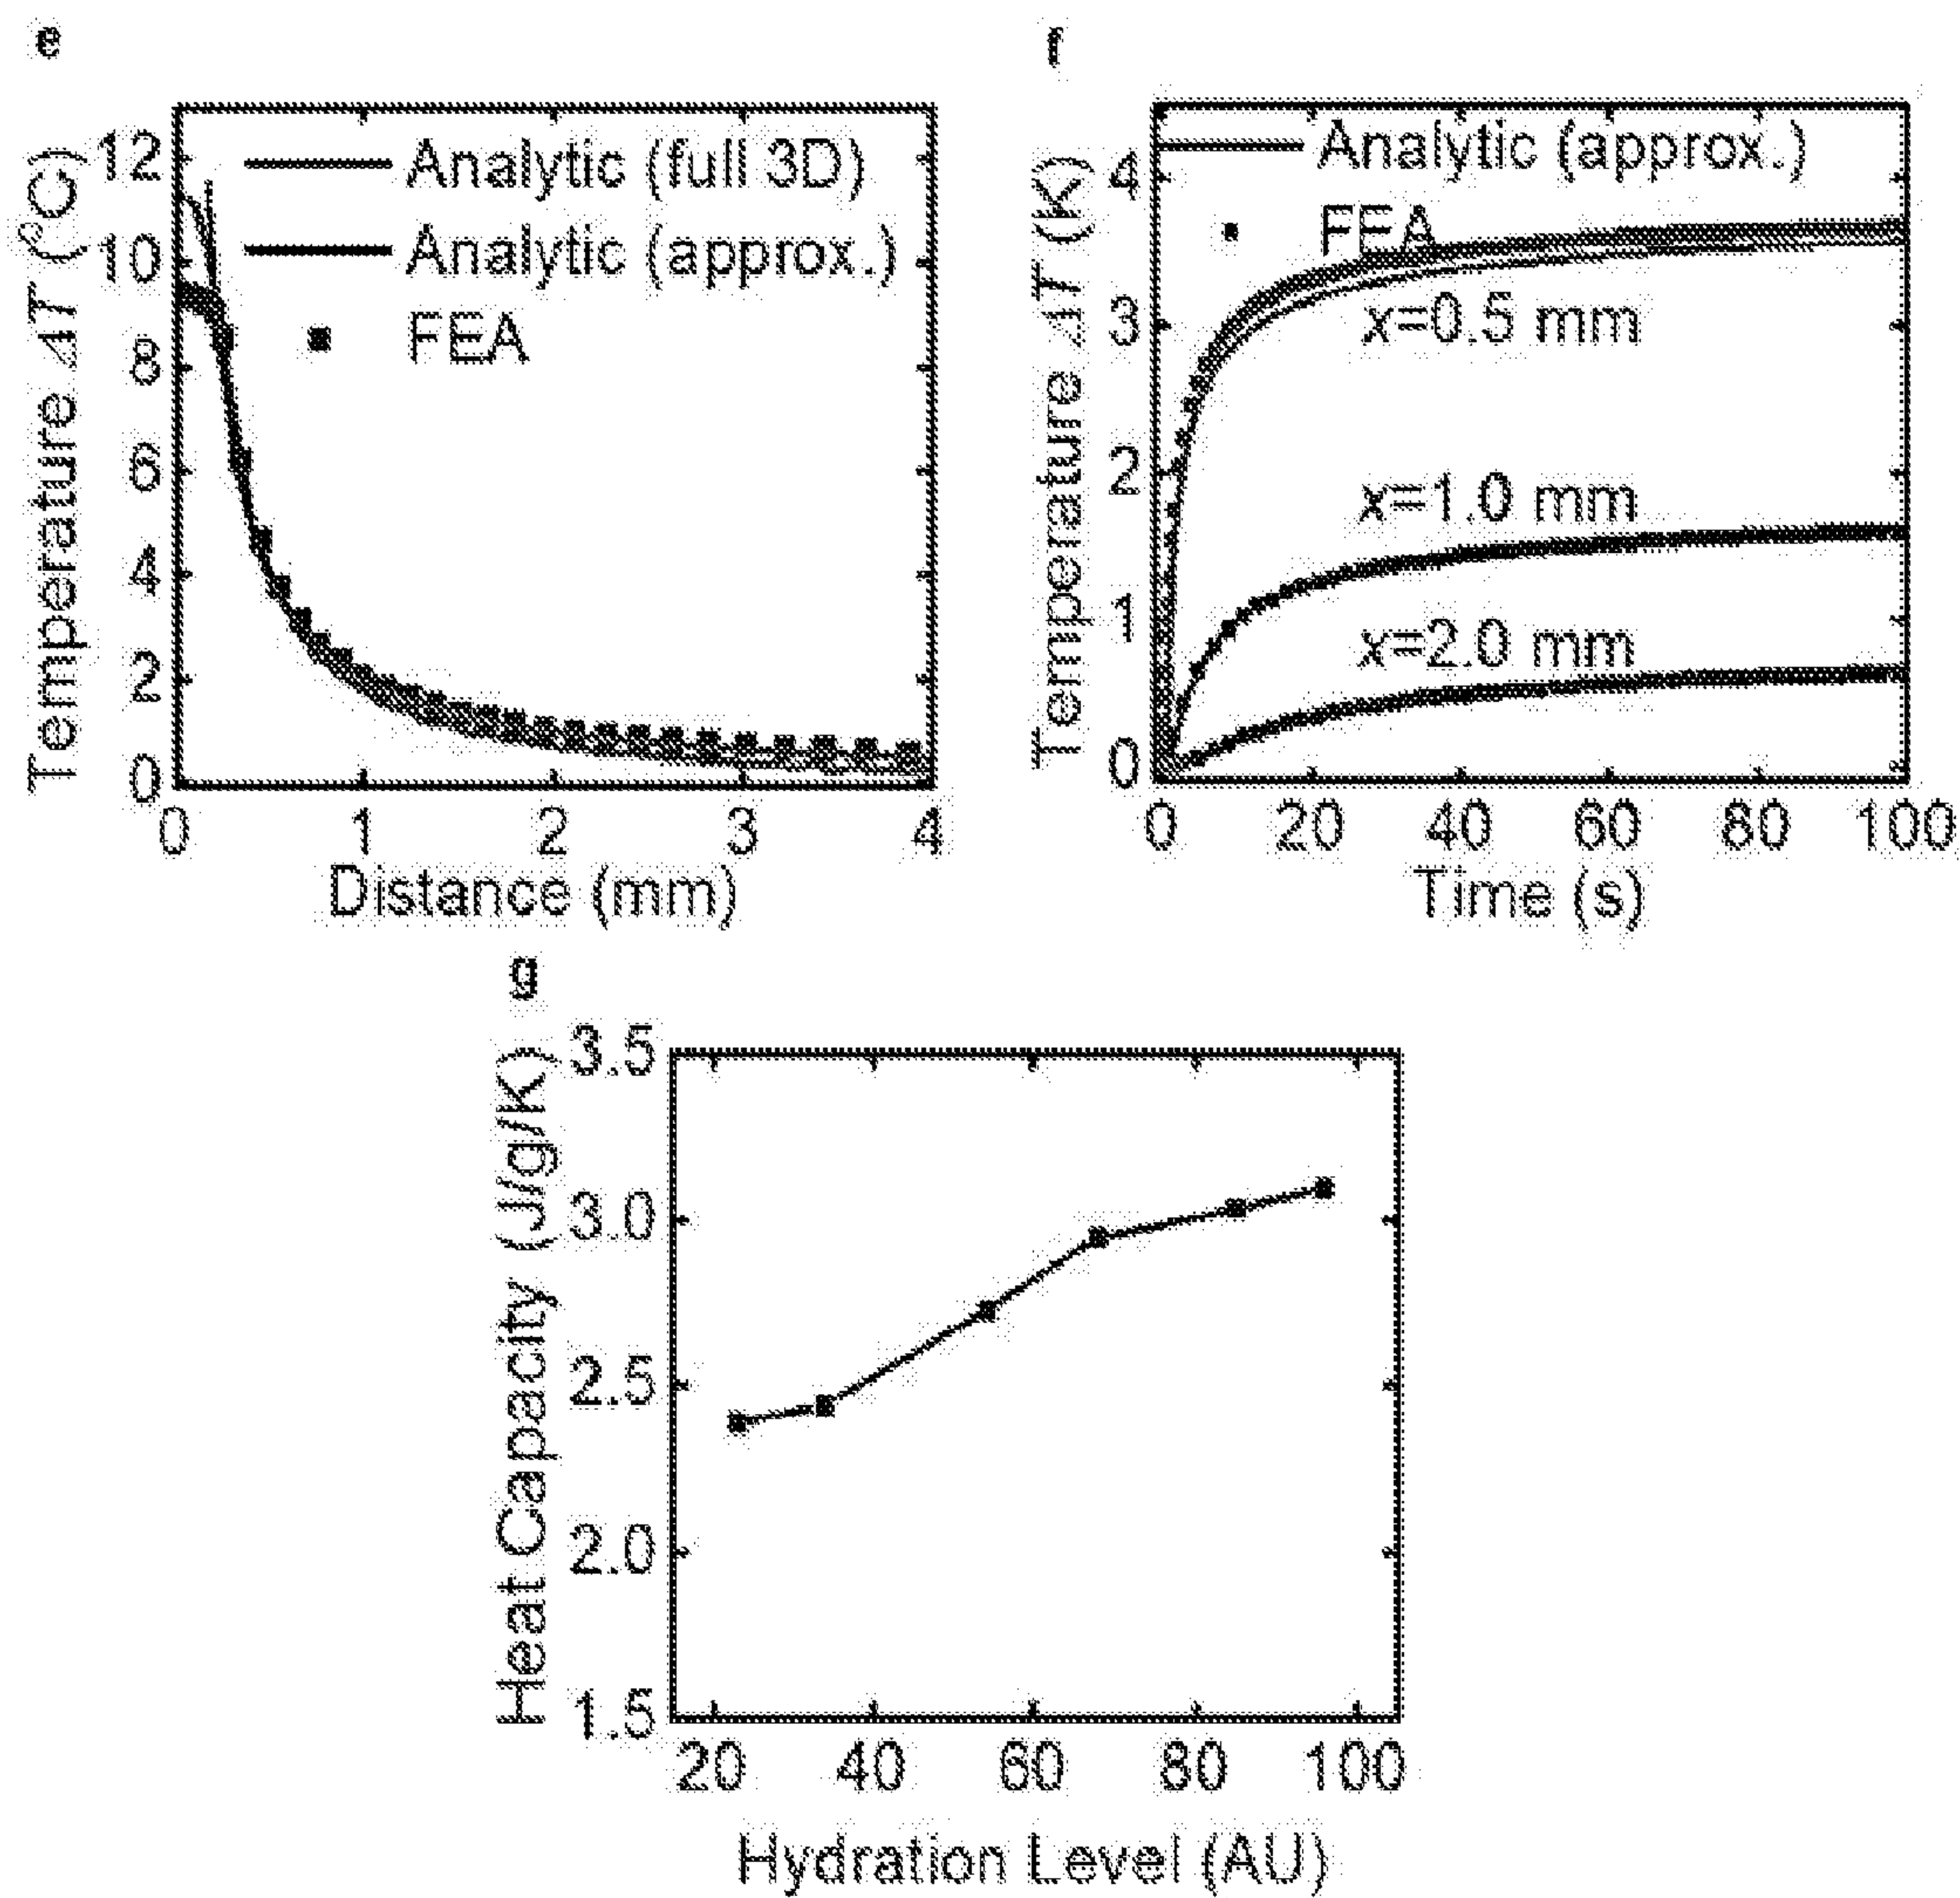 e
Temperature ΔT (°C)
12
10
8
6
4
2
0
Analytic (full 3D)
Analytic (approx.)
FEA
0 1 2 3 4
Distance (mm)
f
Temperature ΔT (K)
4
3
2
1
0
Analytic (approx.)
FEA
x=0.5 mm
x=1.0 mm
x=2.0 mm
0 20 40 60 80 100
Time (s)
g
Heat Capacity (J/g/K)
3.5
3.0
2.5
2.0
1.5
20 40 60 80 100
Hydration Level (AU)